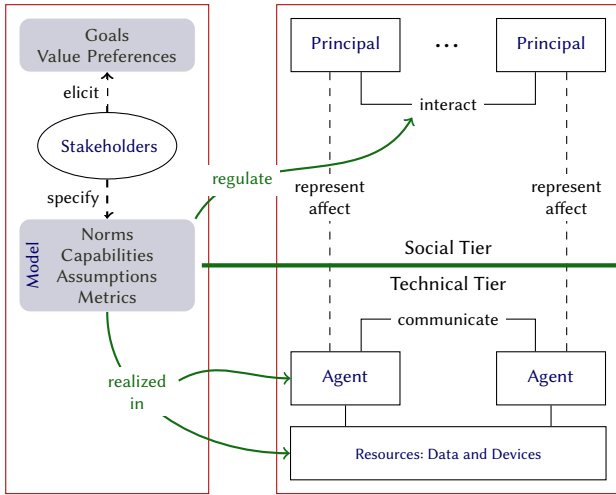 Goals
Value Preferences
elicit
Stakeholders
specify
Model
Norms
Capabilities
Assumptions
Metrics
regulate
realized
in
Principal
...
Principal
interact
represent
affect
represent
affect
Social Tier
Technical Tier
communicate
Agent
Agent
Resources: Data and Devices